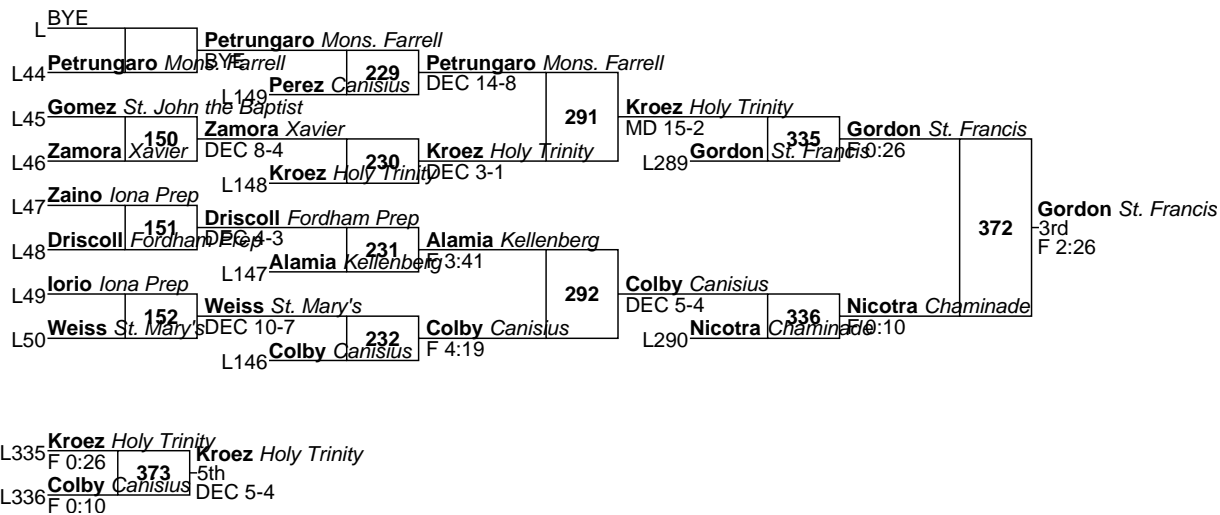 L BYE
L44 Petrungaro Mons. Farrell
Petrungaro Mons. Farrell
BYE
229
L149 Perez Canisius
Petrungaro Mons. Farrell
DEC 14-8
L45 Gomez St. John the Baptist
150
L46 Zamora Xavier
Zamora Xavier
DEC 8-4
230
L148 Kroez Holy Trinity
Kroez Holy Trinity
DEC 3-1
291
Kroez Holy Trinity
MD 15-2
335
L289 Gordon St. Francis
Gordon St. Francis
F 0:26
L47 Zaino Iona Prep
151
L48 Driscoll Fordham Prep
Driscoll Fordham Prep
DEC 4-3
231
L147 Alamia Kellenberg
Alamia Kellenberg
F 3:41
L49 Iorio Iona Prep
152
L50 Weiss St. Mary's
Weiss St. Mary's
DEC 10-7
232
L146 Colby Canisius
Colby Canisius
F 4:19
292
Colby Canisius
DEC 5-4
336
L290 Nicotra Chaminade
Nicotra Chaminade
F 0:10
372
Gordon St. Francis
3rd
F 2:26
L335 Kroez Holy Trinity
F 0:26
373
L336 Colby Canisius
F 0:10
Kroez Holy Trinity
5th
DEC 5-4